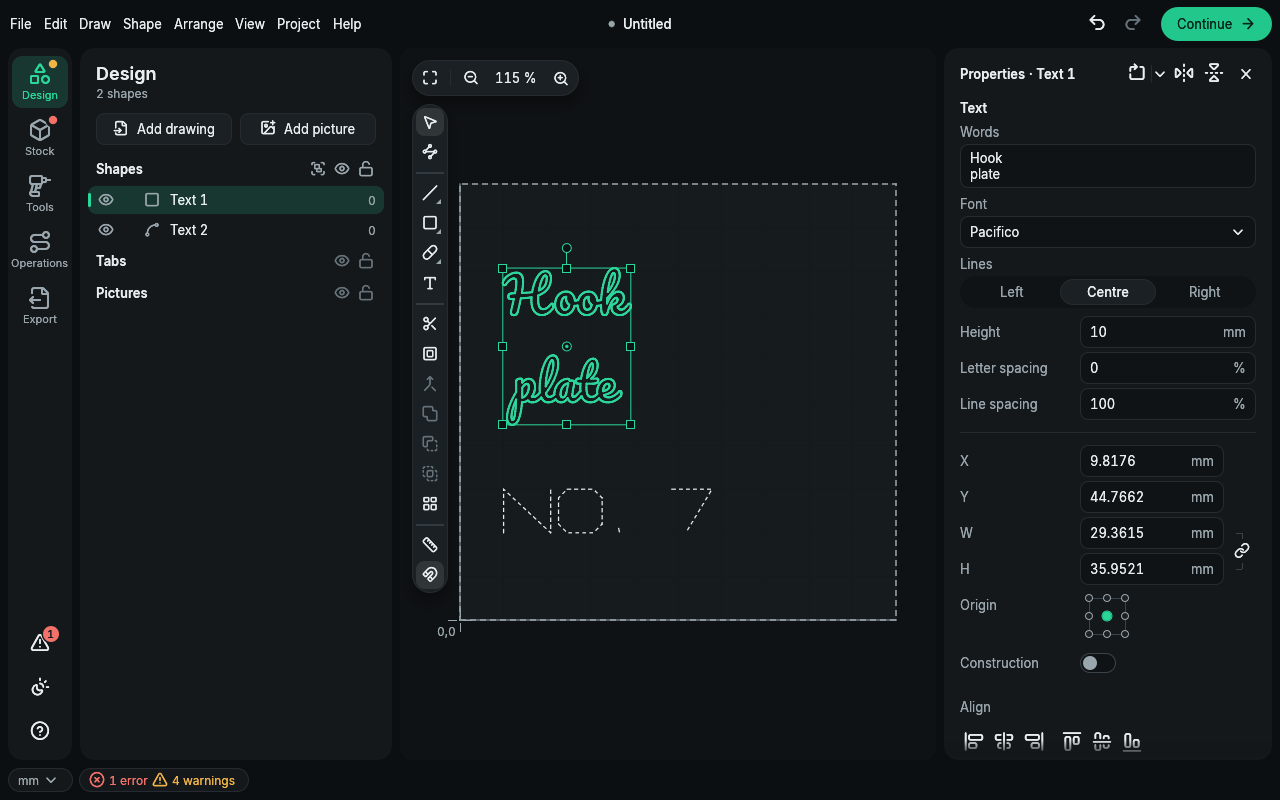 File Edit Draw Shape Arrange View Project Help
Untitled
Continue
Design
Stock
Tools
Operations
Export
1
Design
2 shapes
Add drawing
Add picture
Shapes
Text 1 0
Text 2 0
Tabs
Pictures
115 %
Hook
plate
NO. 7
0,0
Properties · Text 1
Text
Words
Hook
plate
Font
Pacifico
Lines
Left Centre Right
Height 10 mm
Letter spacing 0 %
Line spacing 100 %
X 9.8176 mm
Y 44.7662 mm
W 29.3615 mm
H 35.9521 mm
Origin
Construction
Align
mm
1 error 4 warnings